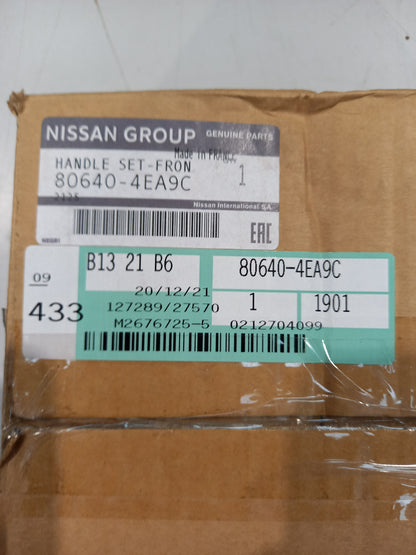 NISSAN GROUP GENUINE PARTS
Made in FRANCE
HANDLE SET-FRON 1
80640-4EA9C
Nissan International SA.
EAC
09
433
B13 21 B6
80640-4EA9C
20/12/21
127289/27570
1
1901
M2676725-5
0212704099